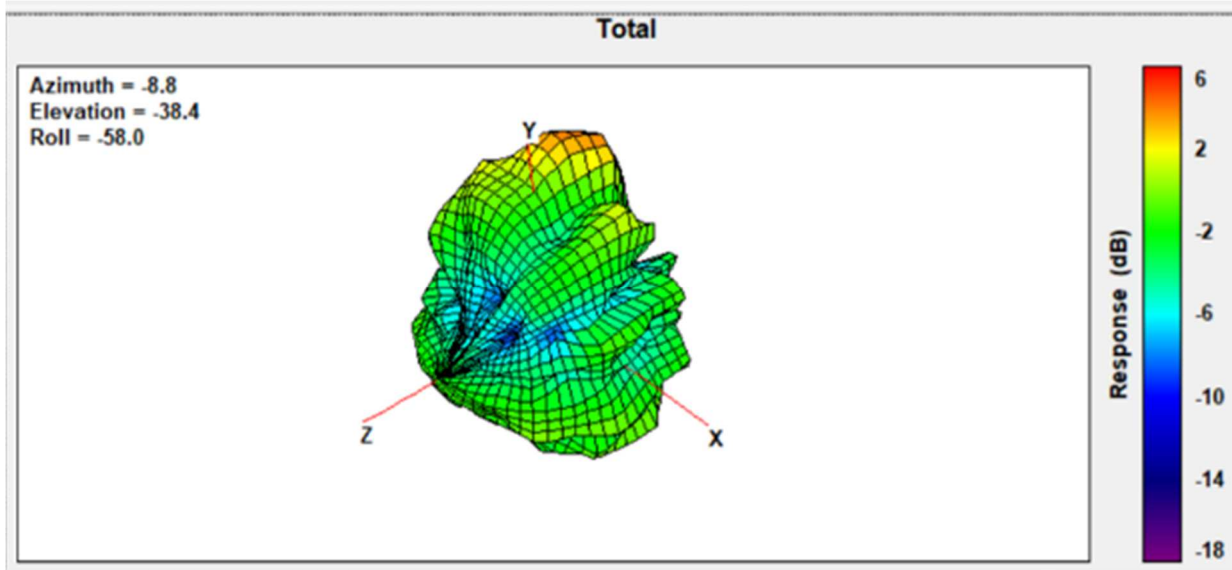 Total
Azimuth = -8.8
Elevation = -38.4
Roll = -58.0
Y
Z
X
Response (dB)
6
2
-2
-6
-10
-14
-18